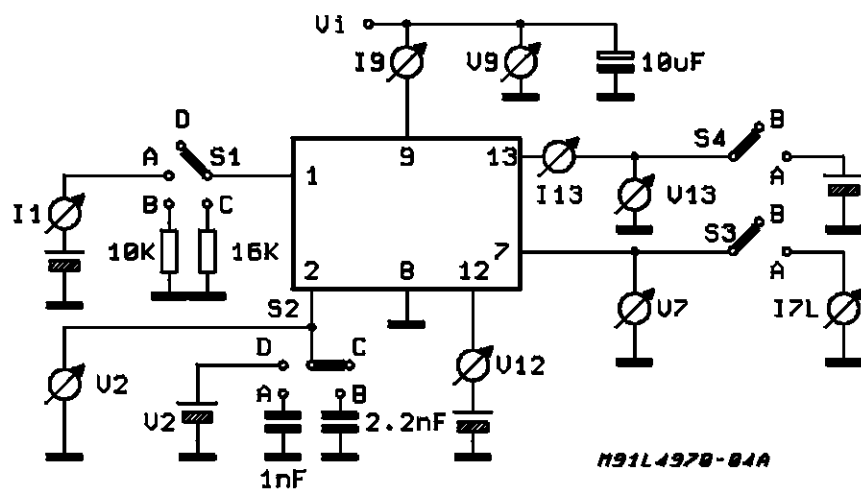 Vi
I9
V9
10uF
D
S1
A
B
C
I1
10K
16K
1
9
13
7
2
8
12
I13
V13
S4
B
A
S3
B
A
V7
I7L
S2
D
C
A
B
V2
V2
V12
2.2nF
1nF
M91L4970-04A